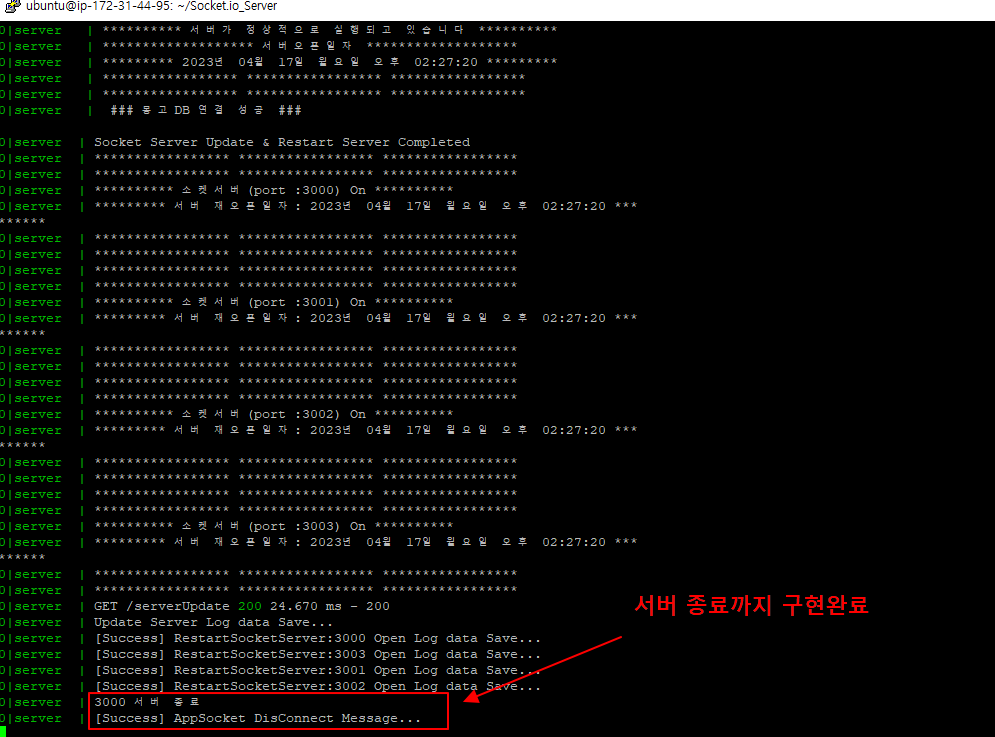 ubuntu@ip-172-31-44-95: ~/Socket.io_Server
0|server | ********** 서버가 정상적으로 실행되고 있습니다 **********
0|server | ******************* 서버오픈일자 *******************
0|server | ********* 2023년 04월 17일 월요일 오후 02:27:20 *********
0|server | ***************** ***************** *****************
0|server | ***************** ***************** *****************
0|server | ### 몽고DB 연결 성공 ###
0|server | Socket Server Update & Restart Server Completed
0|server | ***************** ***************** *****************
0|server | ***************** ***************** *****************
0|server | ********** 소켓서버(port :3000) On **********
0|server | ********* 서버 재오픈일자: 2023년 04월 17일 월요일 오후 02:27:20 ***
******
0|server | ***************** ***************** *****************
0|server | ***************** ***************** *****************
0|server | ***************** ***************** *****************
0|server | ***************** ***************** *****************
0|server | ********** 소켓서버(port :3001) On **********
0|server | ********* 서버 재오픈일자: 2023년 04월 17일 월요일 오후 02:27:20 ***
******
0|server | ***************** ***************** *****************
0|server | ***************** ***************** *****************
0|server | ***************** ***************** *****************
0|server | ***************** ***************** *****************
0|server | ********** 소켓서버(port :3002) On **********
0|server | ********* 서버 재오픈일자: 2023년 04월 17일 월요일 오후 02:27:20 ***
******
0|server | ***************** ***************** *****************
0|server | ***************** ***************** *****************
0|server | ***************** ***************** *****************
0|server | ***************** ***************** *****************
0|server | ********** 소켓서버(port :3003) On **********
0|server | ********* 서버 재오픈일자: 2023년 04월 17일 월요일 오후 02:27:20 ***
******
0|server | ***************** ***************** *****************
0|server | ***************** ***************** *****************
0|server | GET /serverUpdate 200 24.670 ms - 200
0|server | Update Server Log data Save...
0|server | [Success] RestartSocketServer:3000 Open Log data Save...
0|server | [Success] RestartSocketServer:3003 Open Log data Save...
0|server | [Success] RestartSocketServer:3001 Open Log data Save...
0|server | [Success] RestartSocketServer:3002 Open Log data Save...
0|server | 3000 서버 종료
0|server | [Success] AppSocket DisConnect Message...
서버 종료까지 구현완료